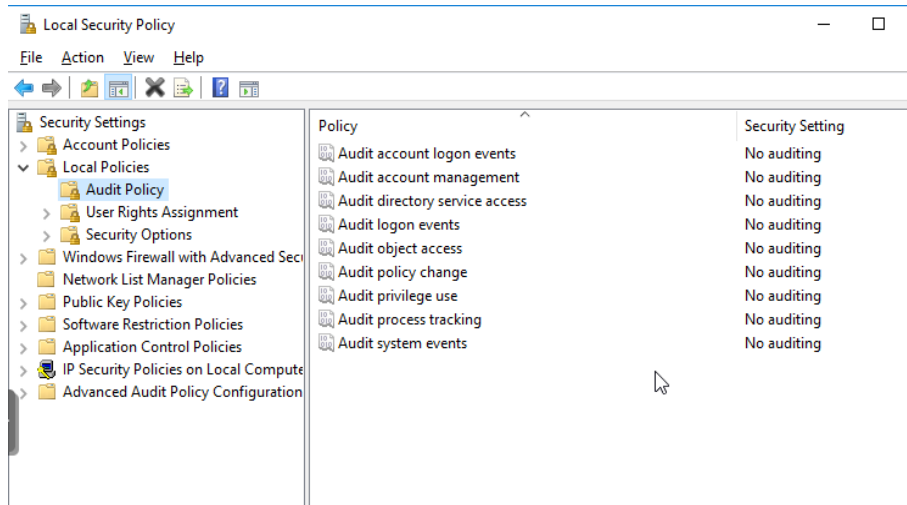 Local Security Policy
File Action View Help
Security Settings
Account Policies
Local Policies
Audit Policy
User Rights Assignment
Security Options
Windows Firewall with Advanced Secu
Network List Manager Policies
Public Key Policies
Software Restriction Policies
Application Control Policies
IP Security Policies on Local Compute
Advanced Audit Policy Configuration
Policy Security Setting
Audit account logon events No auditing
Audit account management No auditing
Audit directory service access No auditing
Audit logon events No auditing
Audit object access No auditing
Audit policy change No auditing
Audit privilege use No auditing
Audit process tracking No auditing
Audit system events No auditing